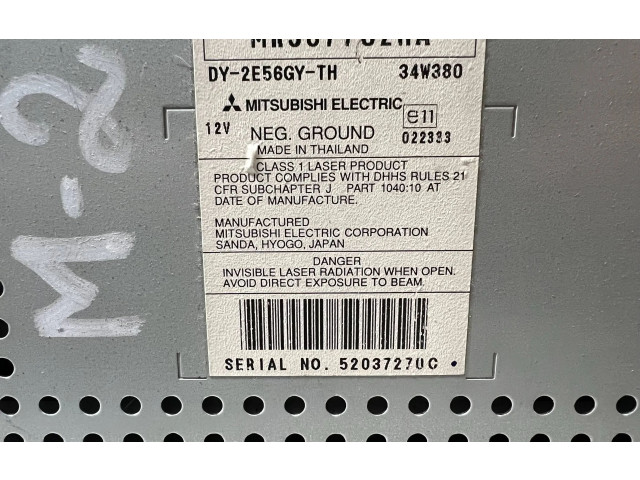 DY-2E56GY-TH 34W380
MITSUBISHI ELECTRIC e11
12V NEG. GROUND 022333
MADE IN THAILAND
CLASS 1 LASER PRODUCT
PRODUCT COMPLIES WITH DHHS RULES 21
CFR SUBCHAPTER J PART 1040:10 AT
DATE OF MANUFACTURE.
MANUFACTURED
MITSUBISHI ELECTRIC CORPORATION
SANDA, HYOGO, JAPAN
DANGER
INVISIBLE LASER RADIATION WHEN OPEN.
AVOID DIRECT EXPOSURE TO BEAM.
SERIAL NO. 52037270C
M-2